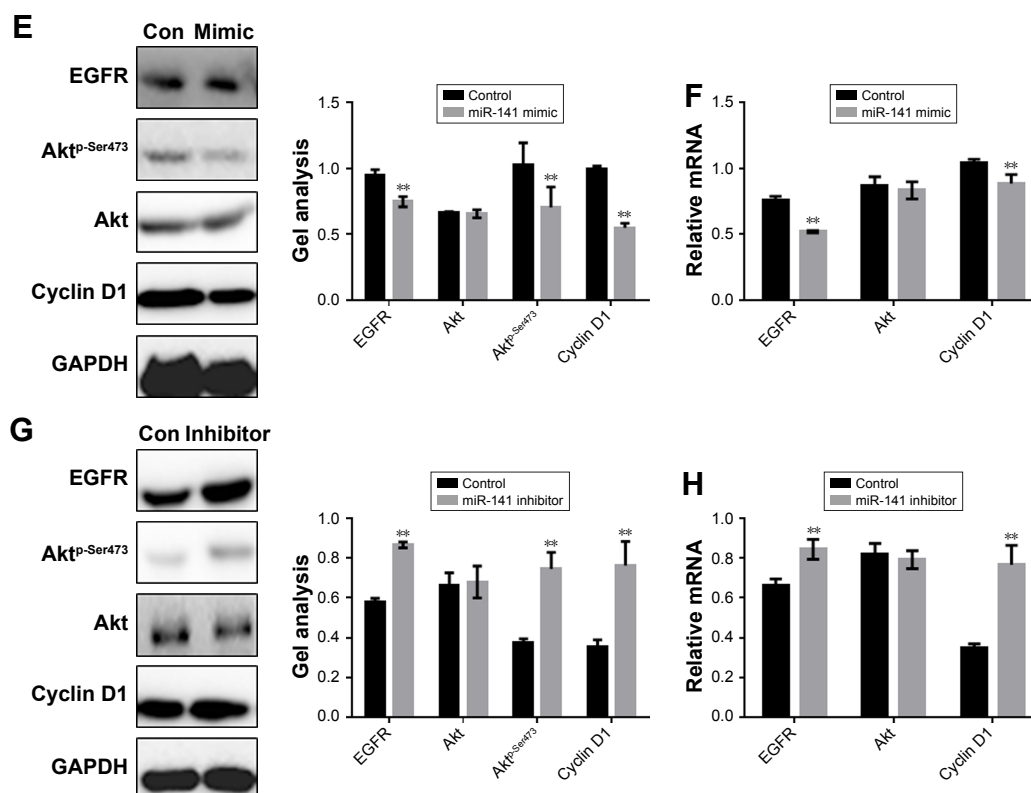 E
Con Mimic
EGFR
Aktp-Ser473
Akt
Cyclin D1
GAPDH
Control
miR-141 mimic
Gel analysis
1.5
1.0
0.5
0.0
EGFR
Akt
Aktp-Ser473
Cyclin D1
**
**
**
F
Control
miR-141 mimic
Relative mRNA
1.5
1.0
0.5
0.0
EGFR
Akt
Cyclin D1
**
**
G
Con Inhibitor
EGFR
Aktp-Ser473
Akt
Cyclin D1
GAPDH
Control
miR-141 inhibitor
Gel analysis
1.0
0.8
0.6
0.4
0.2
0.0
EGFR
Akt
Aktp-Ser473
Cyclin D1
**
**
**
H
Control
miR-141 inhibitor
Relative mRNA
1.0
0.8
0.6
0.4
0.2
0.0
EGFR
Akt
Cyclin D1
**
**